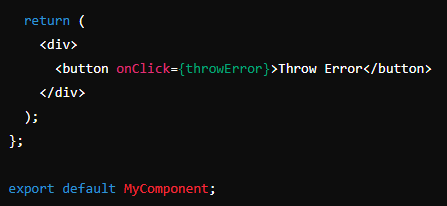 return (
<div>
<button onClick={throwError}>Throw Error</button>
</div>
);
};
export default MyComponent;